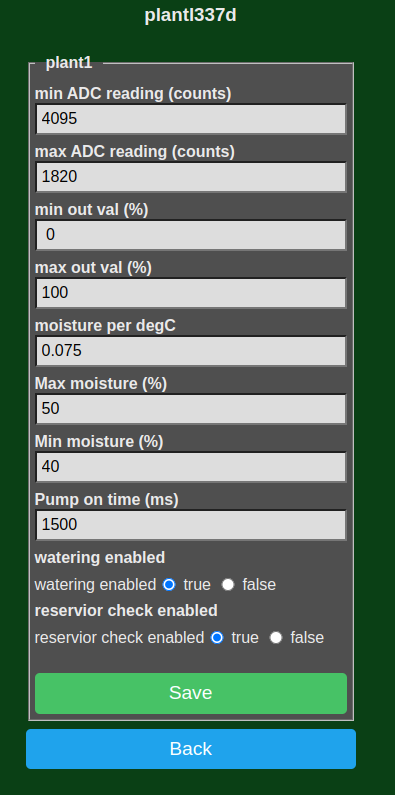 plantl337d
plant1
min ADC reading (counts)
4095
max ADC reading (counts)
1820
min out val (%)
0
max out val (%)
100
moisture per degC
0.075
Max moisture (%)
50
Min moisture (%)
40
Pump on time (ms)
1500
watering enabled
watering enabled true false
reservior check enabled
reservior check enabled true false
Save
Back